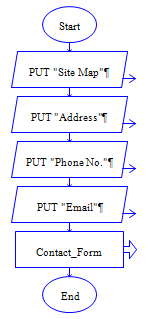 Start
PUT "Site Map"¶
PUT "Address"¶
PUT "Phone No."¶
PUT "Email"¶
Contact_Form
End